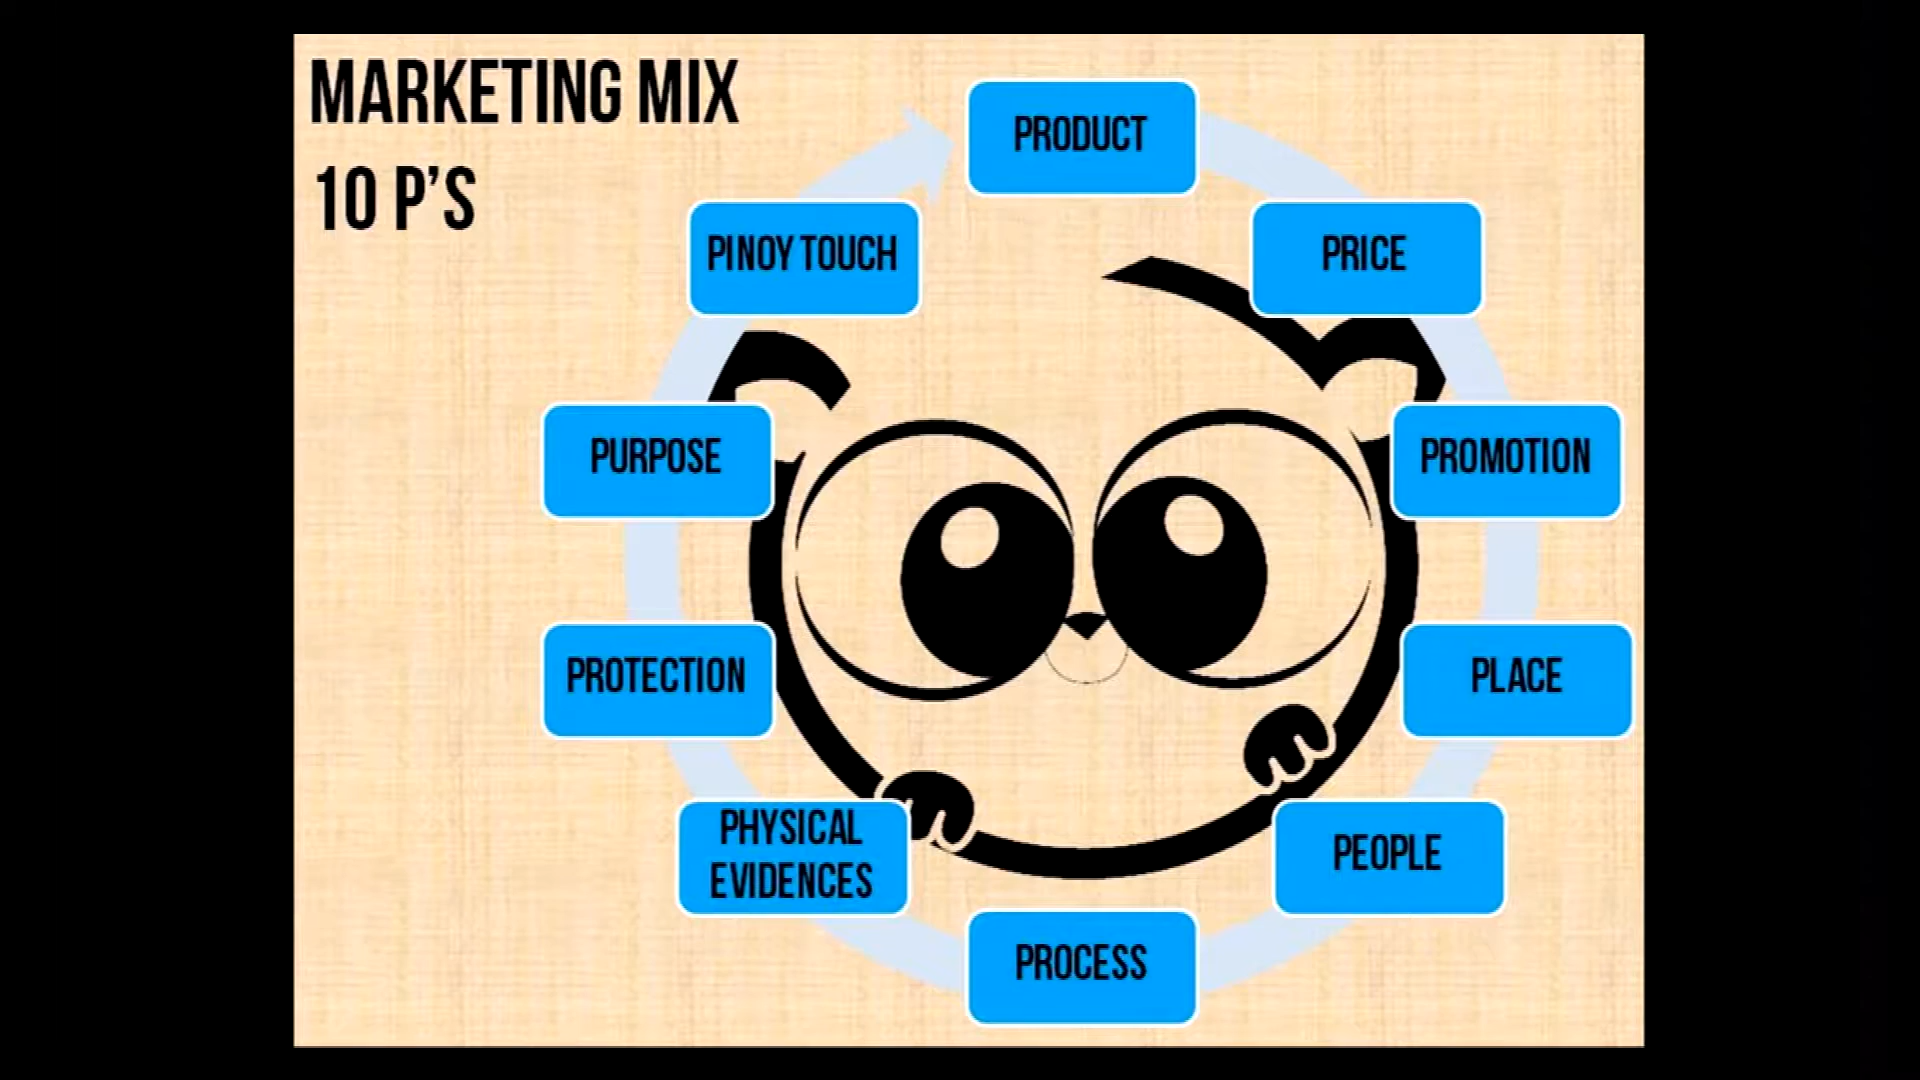 MARKETING MIX
10 P'S
PRODUCT
PRICE
PROMOTION
PLACE
PEOPLE
PROCESS
PHYSICAL
EVIDENCES
PROTECTION
PURPOSE
PINOY TOUCH